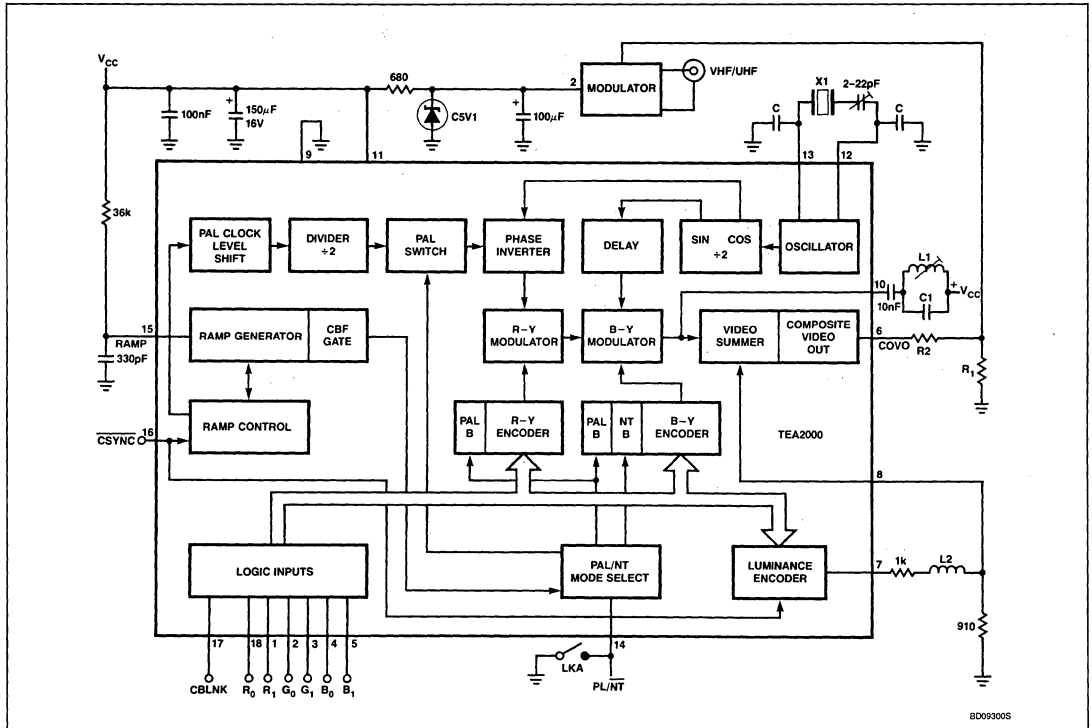 VCC
100nF
+
150µF
16V
680
C5V1
+
100µF
2
MODULATOR
VHF/UHF
X1
2–22pF
C
C
9
11
13
12
36k
PAL CLOCK
LEVEL
SHIFT
DIVIDER
÷2
PAL
SWITCH
PHASE
INVERTER
DELAY
SIN COS
÷2
OSCILLATOR
L1
10
10nF
C1
+
VCC
15
RAMP
330pF
RAMP GENERATOR
CBF
GATE
R–Y
MODULATOR
B–Y
MODULATOR
VIDEO
SUMMER
COMPOSITE
VIDEO
OUT
6
COVO
R2
R1
CSYNC
16
RAMP CONTROL
PAL
B
R–Y
ENCODER
PAL
B
NT
B
B–Y
ENCODER
TEA2000
8
LOGIC INPUTS
PAL/NT
MODE SELECT
LUMINANCE
ENCODER
7
1k
L2
910
17
18
1
2
3
4
5
14
LKA
CBLNK
R0
R1
G0
G1
B0
B1
PL/NT
BD09300S